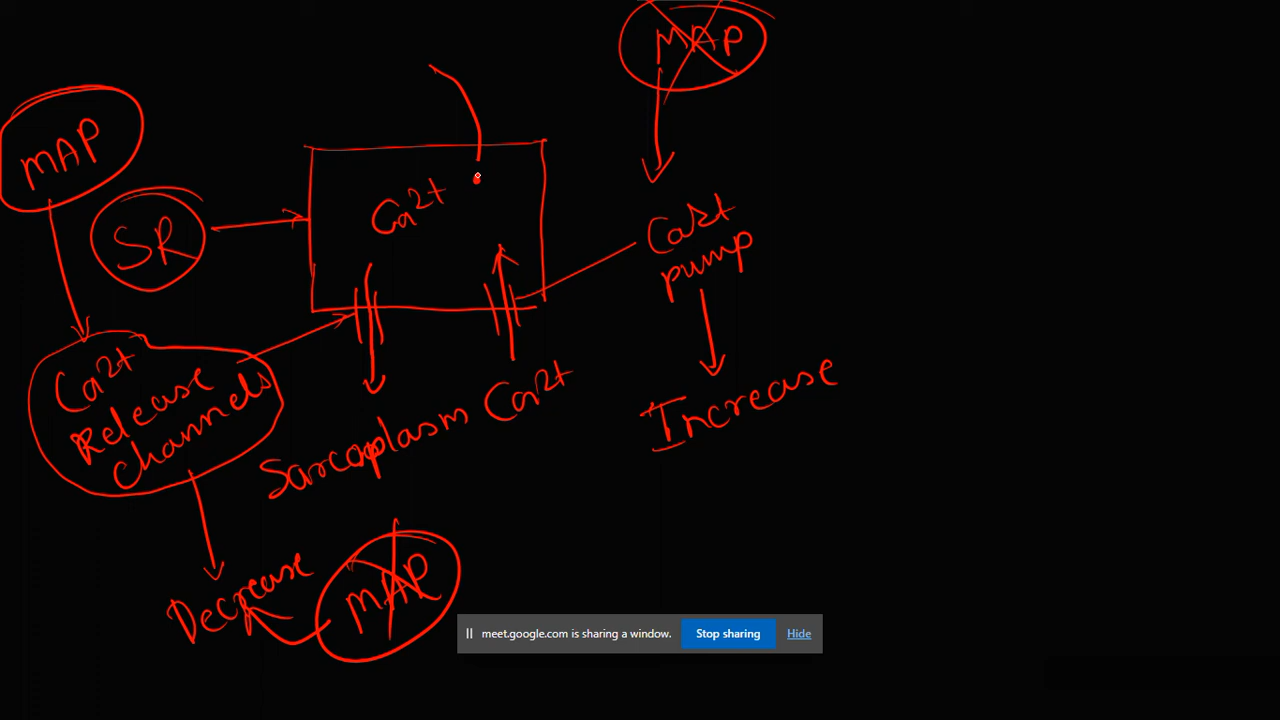 MAP
MAP
SR
Ca2+
Ca2+
pump
Ca2+
Release
Channels
Sarcoplasm
Ca2+
Increase
Decrease
MAP
meet.google.com is sharing a window.
Stop sharing
Hide